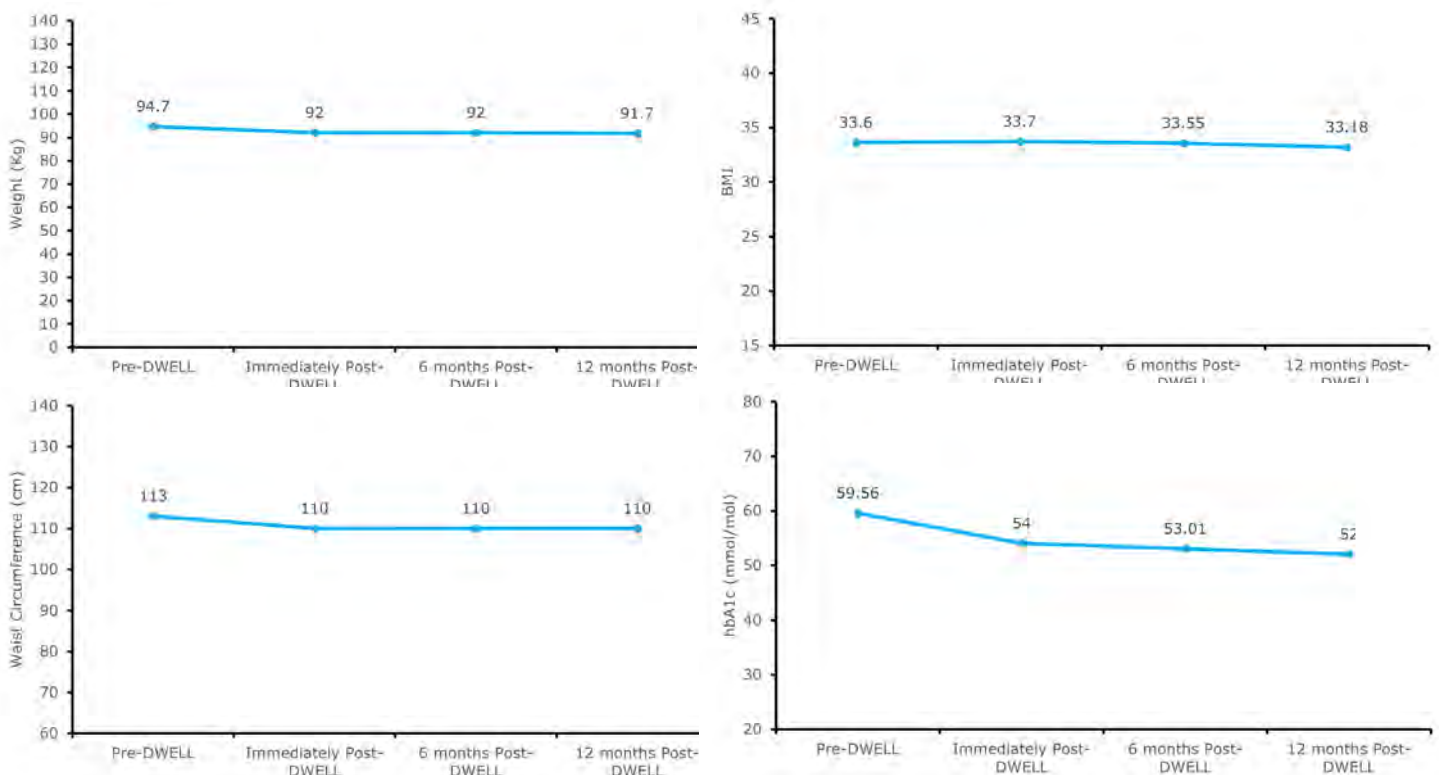 140
130
120
110
100
90
80
70
60
50
40
30
20
10
0
Weight (Kg)
94.7
92
92
91.7
Pre-DWELL
Immediately Post-
DWELL
6 months Post-
DWELL
12 months Post-
DWELL
45
40
35
30
25
20
15
BMI
33.6
33.7
33.55
33.18
Pre-DWELL
Immediately Post-
DWELL
6 months Post-
DWELL
12 months Post-
DWELL
140
130
120
110
100
90
80
70
60
Waist Circumference (cm)
113
110
110
110
Pre-DWELL
Immediately Post-
DWELL
6 months Post-
DWELL
12 months Post-
DWELL
80
70
60
50
40
30
20
hbA1c (mmol/mol)
59.56
54
53.01
52
Pre-DWELL
Immediately Post-
DWELL
6 months Post-
DWELL
12 months Post-
DWELL